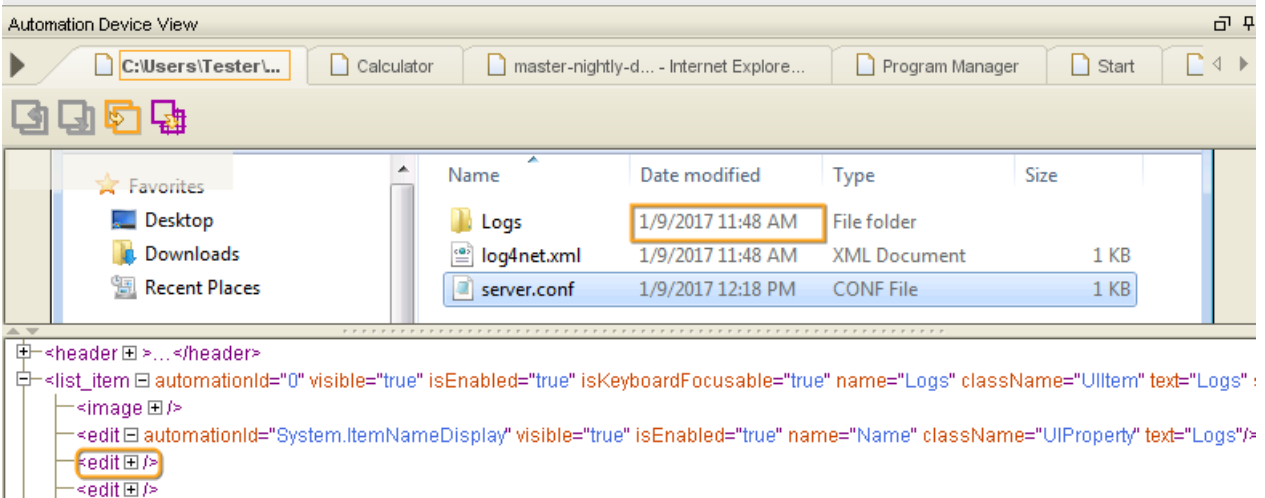 Automation Device View
C:\Users\Tester\... Calculator master-nightly-d... - Internet Explore... Program Manager Start
Favorites Name Date modified Type Size
Desktop Logs 1/9/2017 11:48 AM File folder
Downloads log4net.xml 1/9/2017 11:48 AM XML Document 1 KB
Recent Places server.conf 1/9/2017 12:18 PM CONF File 1 KB
<header >...</header>
<list_item automationId="0" visible="true" isEnabled="true" isKeyboardFocusable="true" name="Logs" className="UIItem" text="Logs"
<image />
<edit automationId="System.ItemNameDisplay" visible="true" isEnabled="true" name="Name" className="UIProperty" text="Logs"/>
<edit />
<edit />